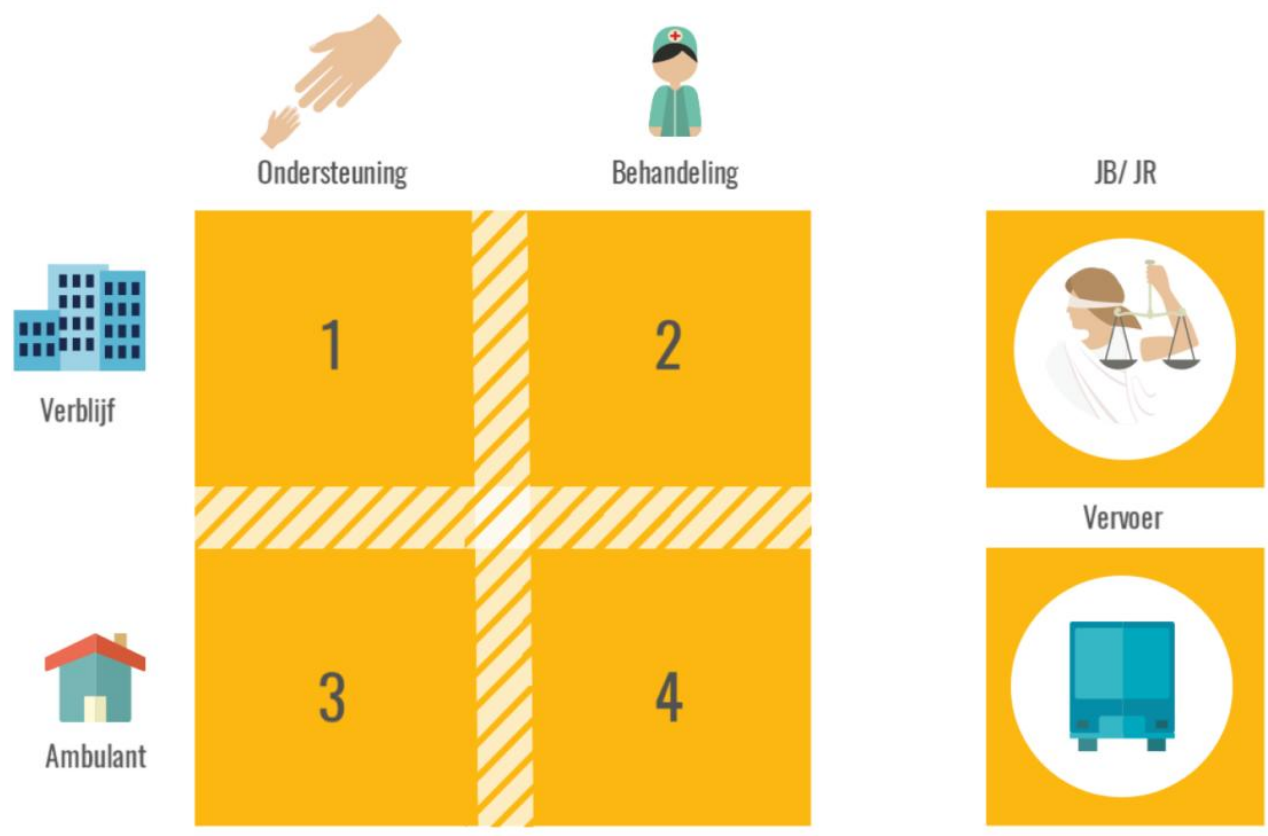 Ondersteuning
Behandeling
JB/ JR
Verblijf
1
2
Vervoer
Ambulant
3
4